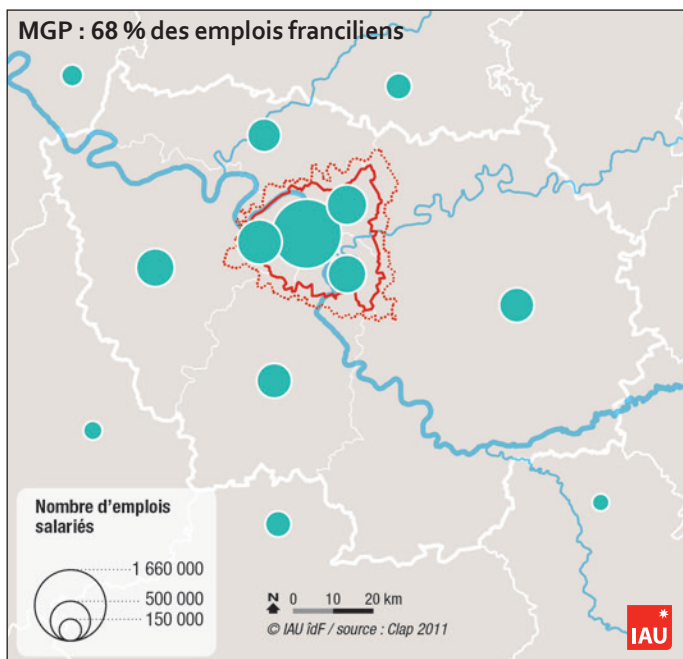 MGP : 68 % des emplois franciliens
Nombre d'emplois
salariés
1 660 000
500 000
150 000
N 0 10 20 km
© IAU îdF / source : Clap 2011
IAU